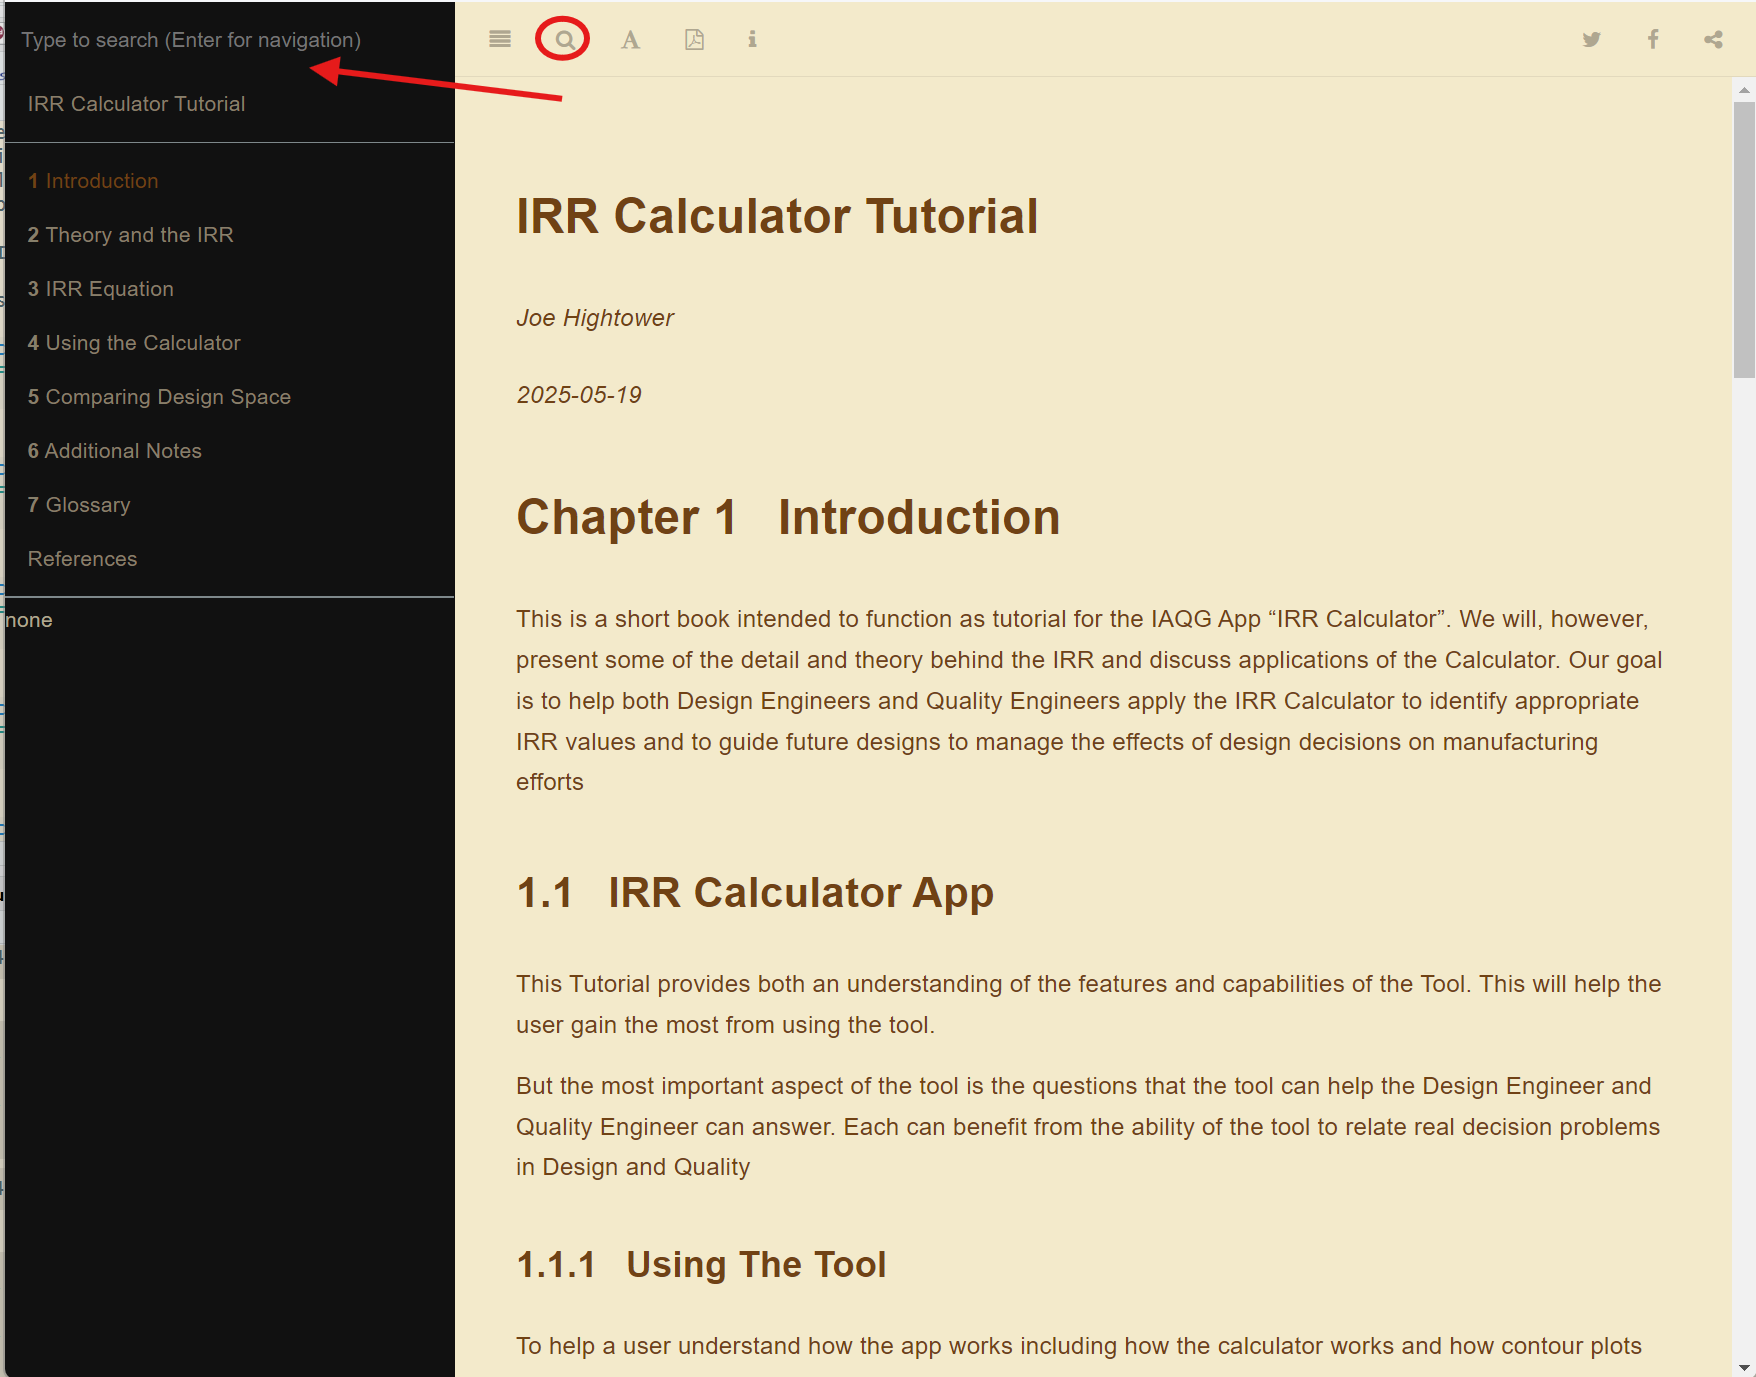 Type to search (Enter for navigation)
IRR Calculator Tutorial
1 Introduction
2 Theory and the IRR
3 IRR Equation
4 Using the Calculator
5 Comparing Design Space
6 Additional Notes
7 Glossary
References
none
A
IRR Calculator Tutorial
Joe Hightower
2025-05-19
Chapter 1 Introduction
This is a short book intended to function as tutorial for the IAQG App “IRR Calculator”. We will, however,
present some of the detail and theory behind the IRR and discuss applications of the Calculator. Our goal
is to help both Design Engineers and Quality Engineers apply the IRR Calculator to identify appropriate
IRR values and to guide future designs to manage the effects of design decisions on manufacturing
efforts
1.1 IRR Calculator App
This Tutorial provides both an understanding of the features and capabilities of the Tool. This will help the
user gain the most from using the tool.
But the most important aspect of the tool is the questions that the tool can help the Design Engineer and
Quality Engineer can answer. Each can benefit from the ability of the tool to relate real decision problems
in Design and Quality
1.1.1 Using The Tool
To help a user understand how the app works including how the calculator works and how contour plots